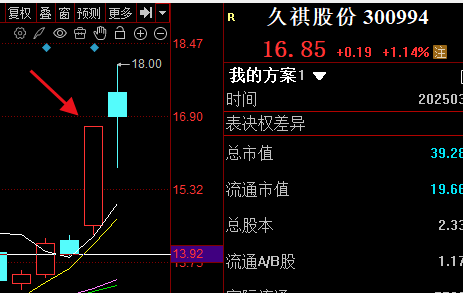 复权 叠 窗 预测 更多
18.47
18.00
16.90
15.32
13.92
13.75
R 久祺股份 300994
16.85 +0.19 +1.14% 注
我的方案1
时间 202503
表决权差异
总市值 39.28
流通市值 19.66
总股本 2.33
流通A/B股 1.17